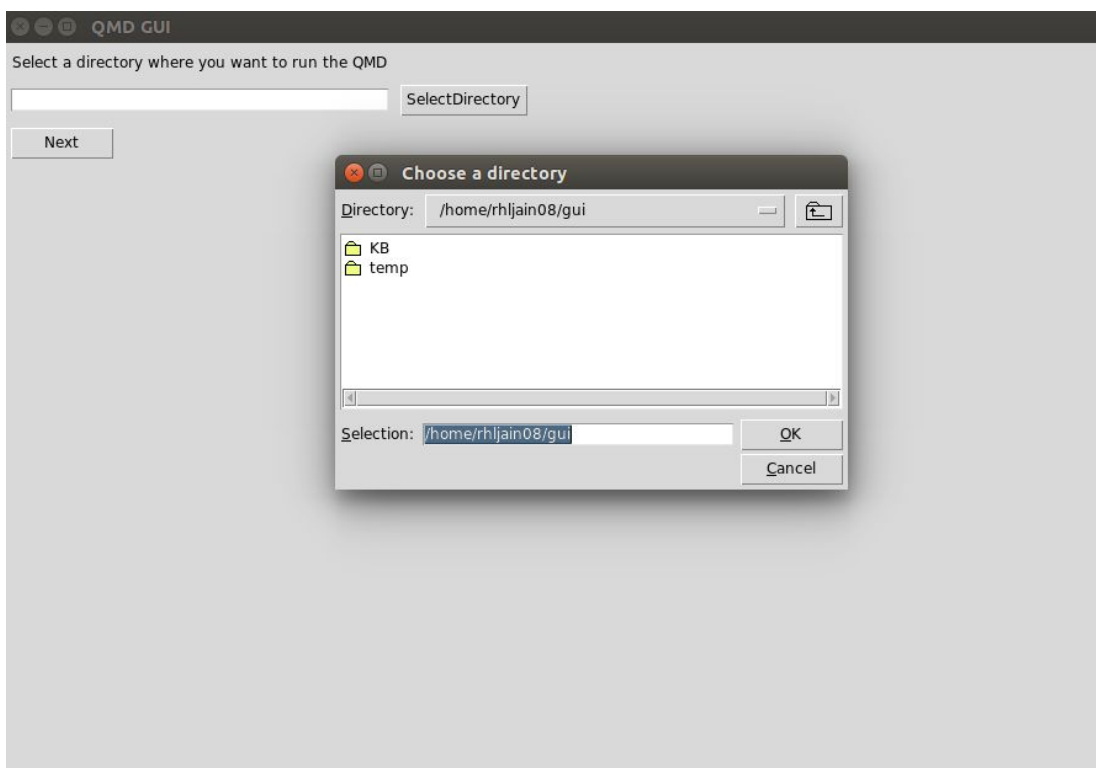 QMD GUI
Select a directory where you want to run the QMD
SelectDirectory
Next
Choose a directory
Directory: /home/rhljain08/gui
KB
temp
Selection: /home/rhljain08/gui OK
Cancel